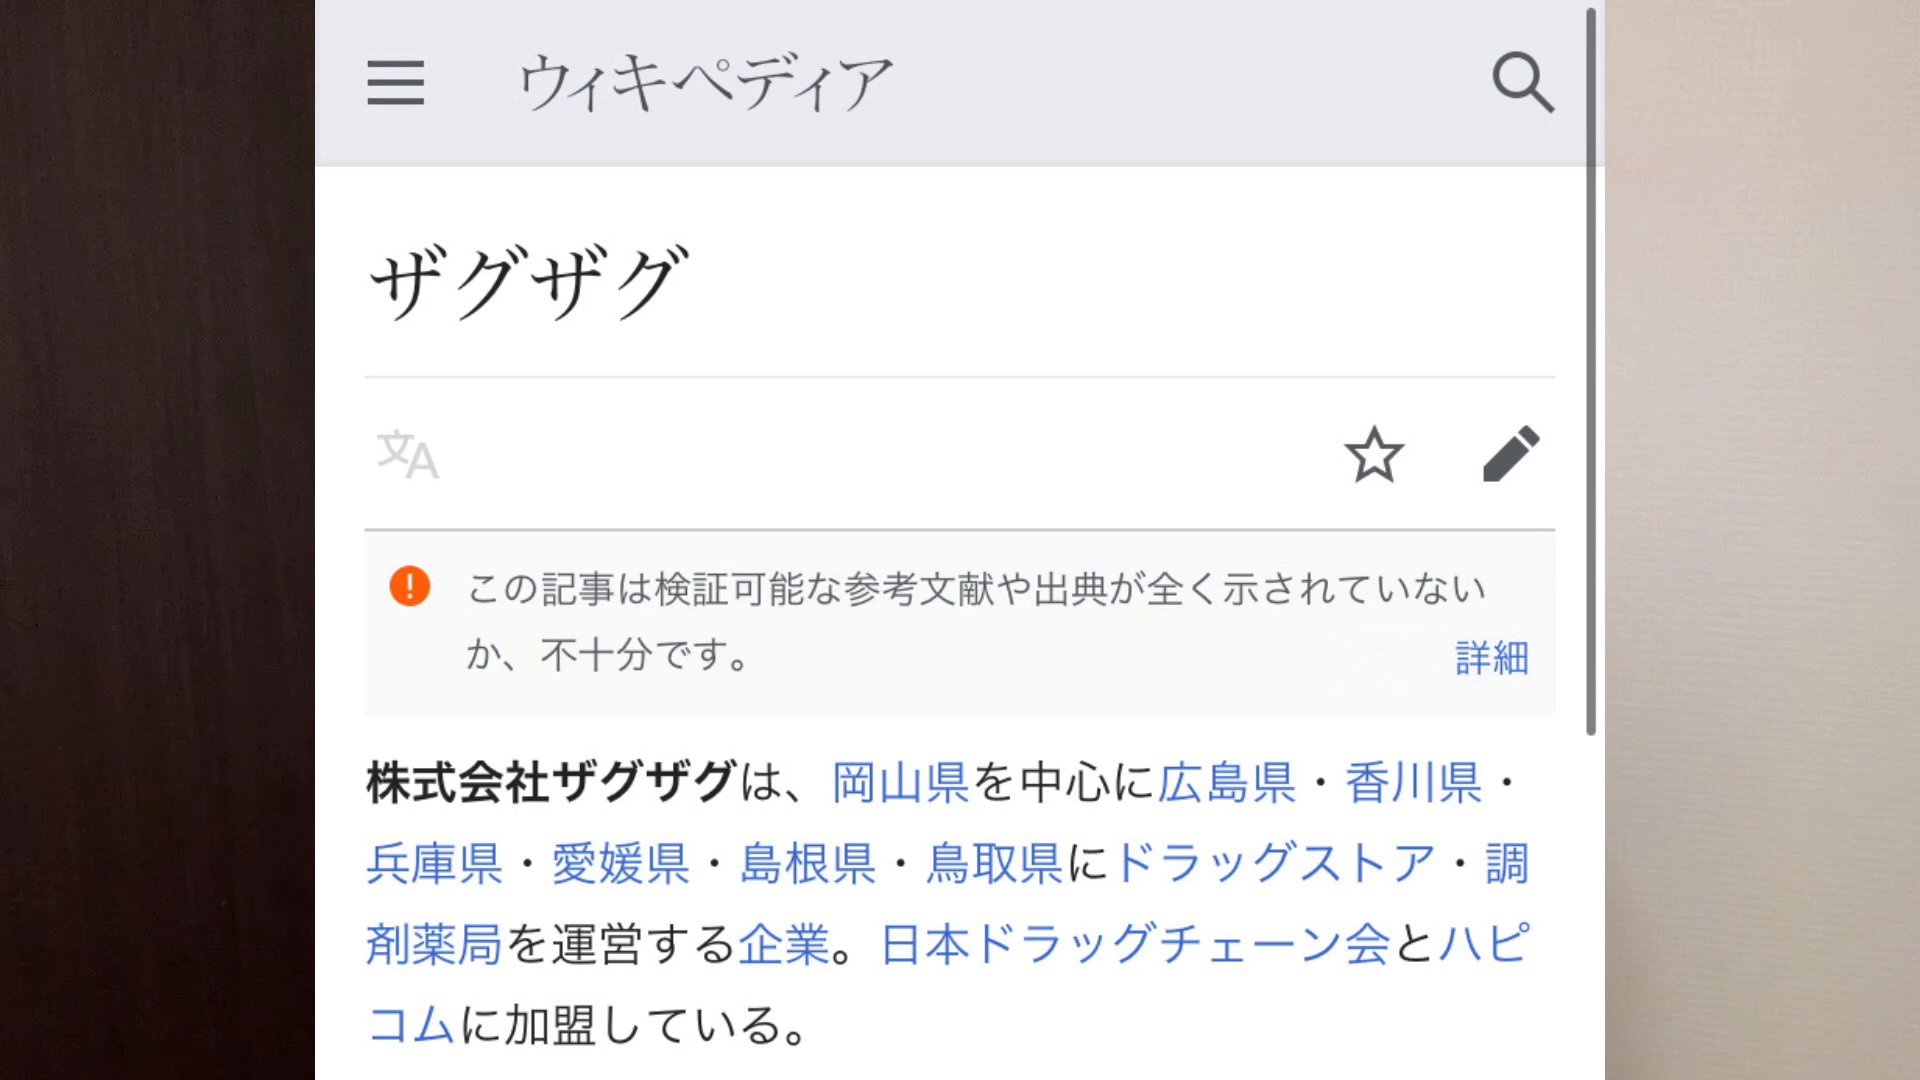 ウィキペディア
ザグザグ
文A
この記事は検証可能な参考文献や出典が全く示されていない
か、不十分です。
詳細
株式会社ザグザグは、岡山県を中心に広島県・香川県・
兵庫県・愛媛県・島根県・鳥取県にドラッグストア・調
剤薬局を運営する企業。日本ドラッグチェーン会とハピ
コムに加盟している。